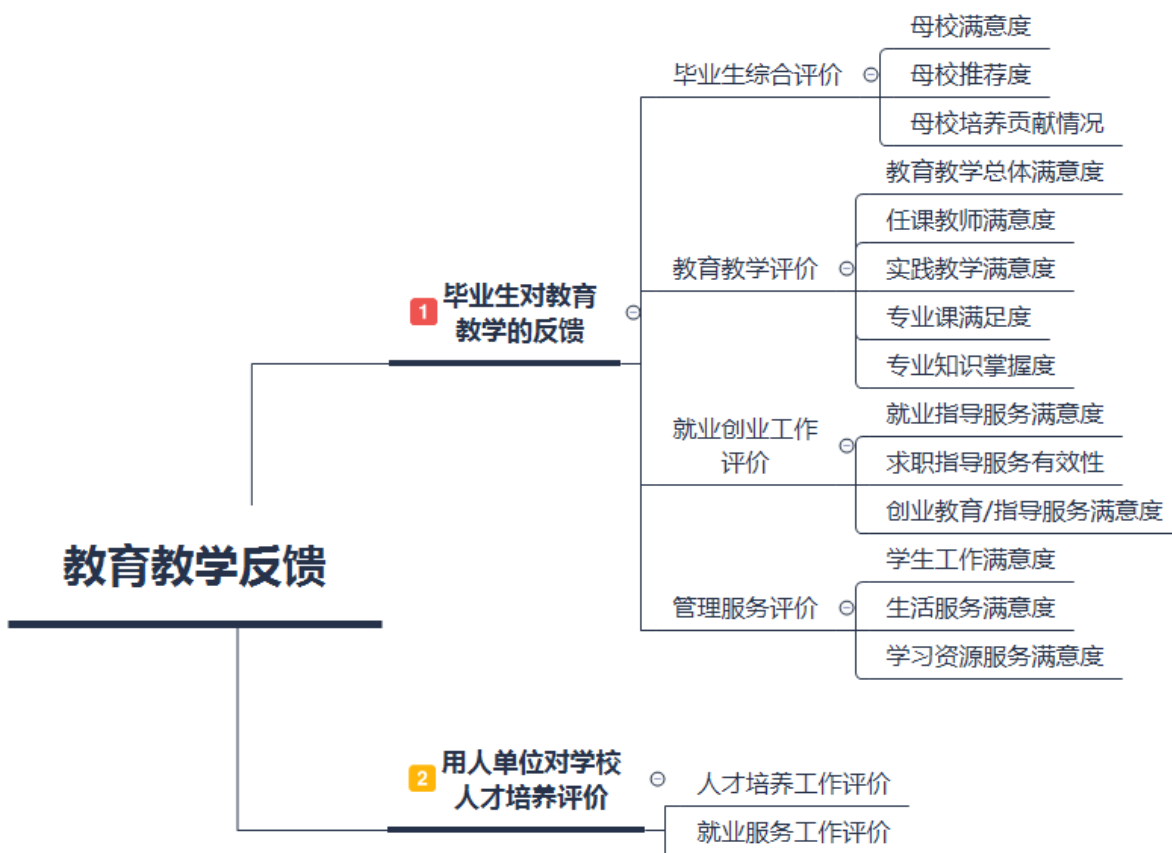 母校满意度
毕业生综合评价
母校推荐度
母校培养贡献情况
教育教学总体满意度
任课教师满意度
教育教学评价
实践教学满意度
专业课满足度
专业知识掌握度
1
毕业生对教育
教学的反馈
就业创业工作
评价
就业指导服务满意度
求职指导服务有效性
创业教育/指导服务满意度
学生工作满意度
管理服务评价
生活服务满意度
学习资源服务满意度
教育教学反馈
2
用人单位对学校
人才培养评价
人才培养工作评价
就业服务工作评价